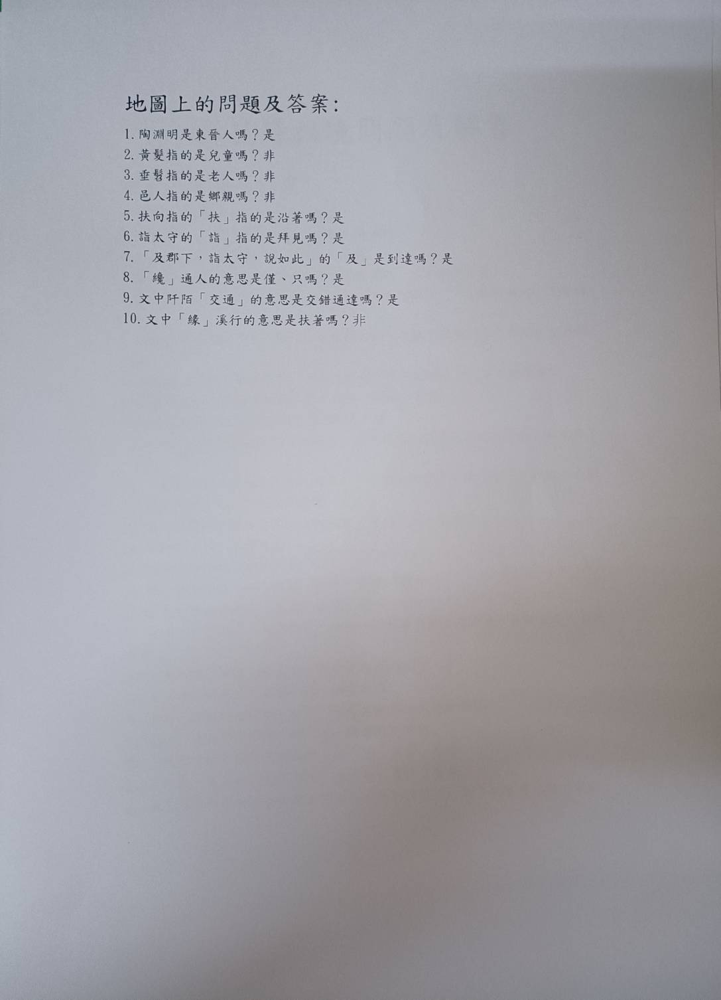 地圖上的問題及答案:
1. 陶淵明是東晉人嗎？是
2. 黃髮指的是兒童嗎？非
3. 垂髫指的是老人嗎？非
4. 邑人指的是鄉親嗎？非
5. 扶向指的「扶」指的是沿著嗎？是
6. 詣太守的「詣」指的是拜見嗎？是
7. 「及郡下，詣太守，說如此」的「及」是到達嗎？是
8. 「纔」通人的意思是僅、只嗎？是
9. 文中阡陌「交通」的意思是交錯通達嗎？是
10. 文中「緣」溪行的意思是扶著嗎？非